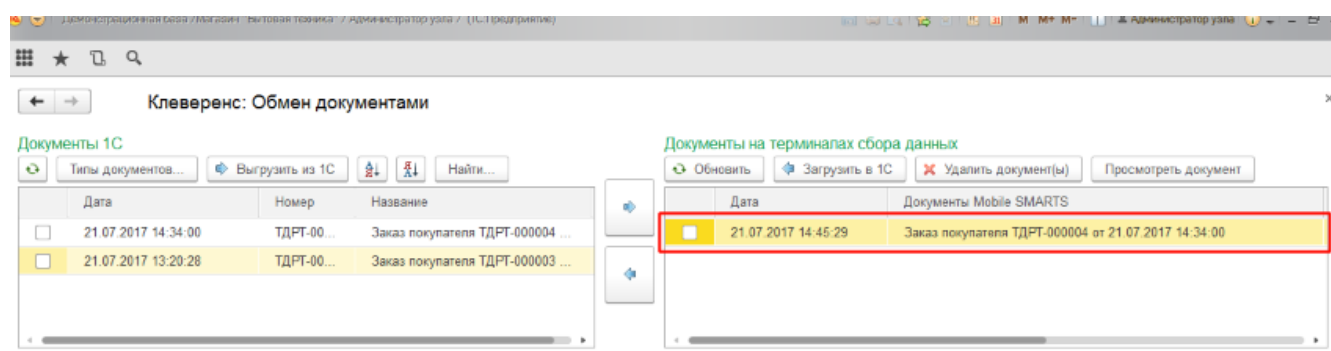 Демонстрационная база /Магазин "Бытовая техника" / Администратор узла / (1С:Предприятие)
M M+ M-
Администратор узла
Клеверенс: Обмен документами
Документы 1С
Документы на терминалах сбора данных
Типы документов... Выгрузить из 1С Найти...
Обновить Загрузить в 1С Удалить документ(ы) Просмотреть документ
Дата Номер Название
Дата Документы Mobile SMARTS
21.07.2017 14:34:00 ТДРТ-00... Заказ покупателя ТДРТ-000004 ...
21.07.2017 14:45:29 Заказ покупателя ТДРТ-000004 от 21.07.2017 14:34:00
21.07.2017 13:20:28 ТДРТ-00... Заказ покупателя ТДРТ-000003 ...